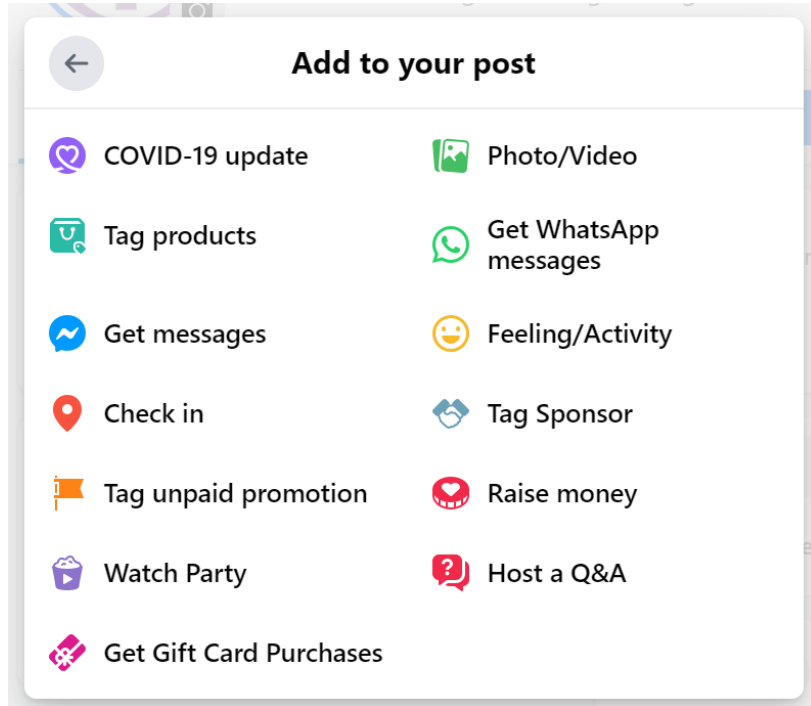 Add to your post
COVID-19 update
Photo/Video
Tag products
Get WhatsApp
messages
Get messages
Feeling/Activity
Check in
Tag Sponsor
Tag unpaid promotion
Raise money
Watch Party
Host a Q&A
Get Gift Card Purchases